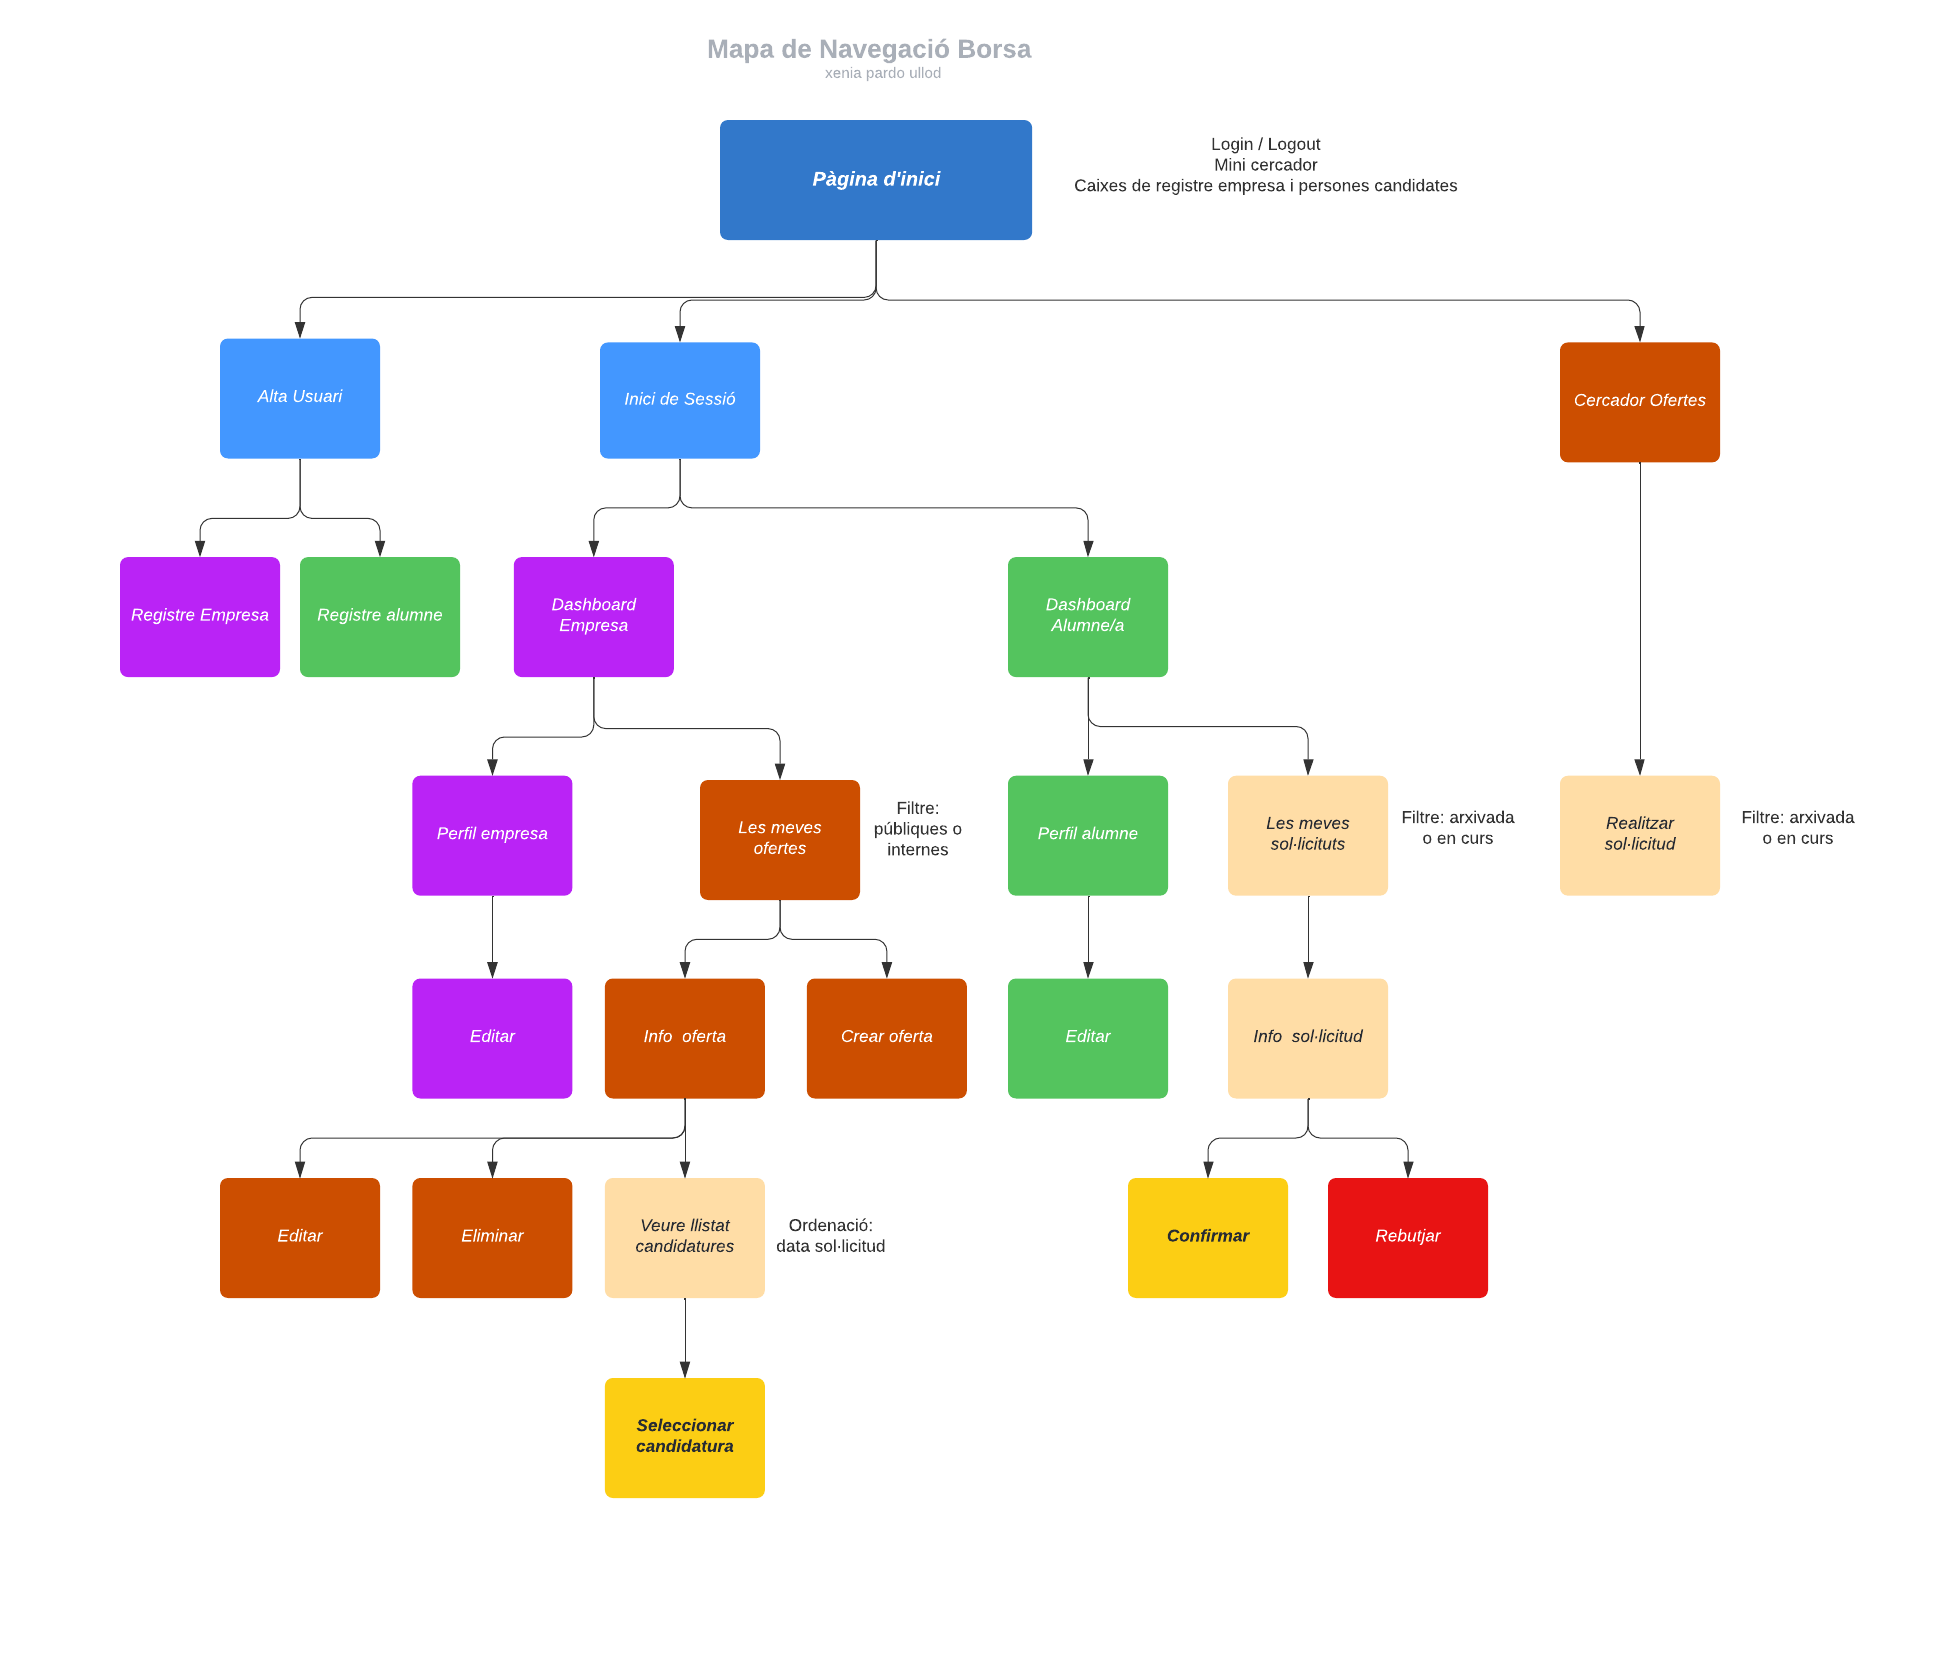 Mapa de Navegació Borsa
xenia pardo ullod
Pàgina d'inici
Login / Logout
Mini cercador
Caixes de registre empresa i persones candidates
Alta Usuari
Inici de Sessió
Cercador Ofertes
Registre Empresa
Registre alumne
Dashboard
Empresa
Dashboard
Alumne/a
Perfil empresa
Les meves
ofertes
Filtre:
públiques o
internes
Perfil alumne
Les meves
sol·licituts
Filtre: arxivada
o en curs
Realitzar
sol·licitud
Filtre: arxivada
o en curs
Editar
Info  oferta
Crear oferta
Editar
Info  sol·licitud
Editar
Eliminar
Veure llistat
candidatures
Ordenació:
data sol·licitud
Confirmar
Rebutjar
Seleccionar
candidatura